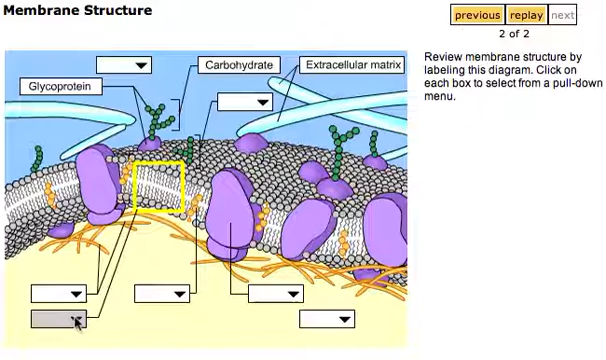 Membrane Structure
previous replay next
2 of 2
Review membrane structure by
labeling this diagram. Click on
each box to select from a pull-down
menu.
Carbohydrate
Extracellular matrix
Glycoprotein